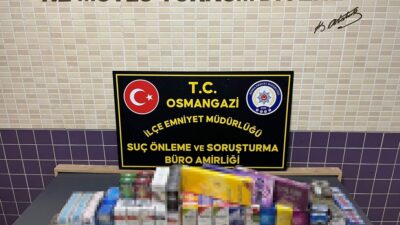 T.C.
OSMANGAZİ
İLÇE EMNİYET MÜDÜRLÜĞÜ
SUÇ ÖNLEME VE SORUŞTURMA
BÜRO AMİRLİĞİ